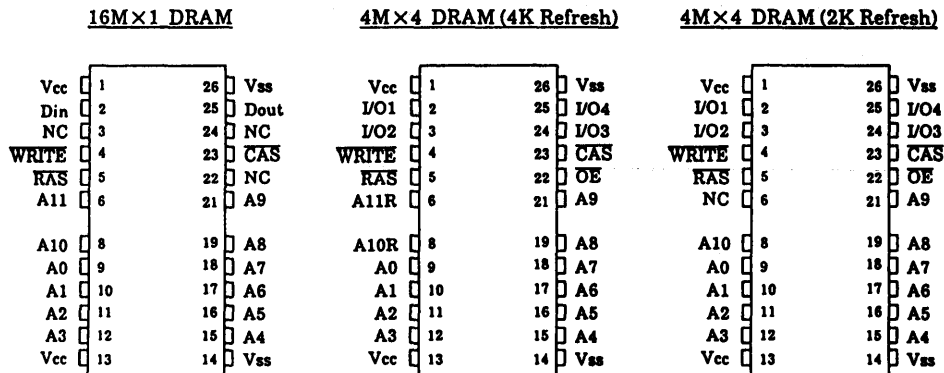 16M×1 DRAM 4M×4 DRAM (4K Refresh) 4M×4 DRAM (2K Refresh)
Vcc 1 26 Vss Vcc 1 26 Vss Vcc 1 26 Vss
Din 2 25 Dout I/O1 2 25 I/O4 I/O1 2 25 I/O4
NC 3 24 NC I/O2 3 24 I/O3 I/O2 3 24 I/O3
WRITE 4 23 CAS WRITE 4 23 CAS WRITE 4 23 CAS
RAS 5 22 NC RAS 5 22 OE RAS 5 22 OE
A11 6 21 A9 A11R 6 21 A9 NC 6 21 A9
A10 8 19 A8 A10R 8 19 A8 A10 8 19 A8
A0 9 18 A7 A0 9 18 A7 A0 9 18 A7
A1 10 17 A6 A1 10 17 A6 A1 10 17 A6
A2 11 16 A5 A2 11 16 A5 A2 11 16 A5
A3 12 15 A4 A3 12 15 A4 A3 12 15 A4
Vcc 13 14 Vss Vcc 13 14 Vss Vcc 13 14 Vss